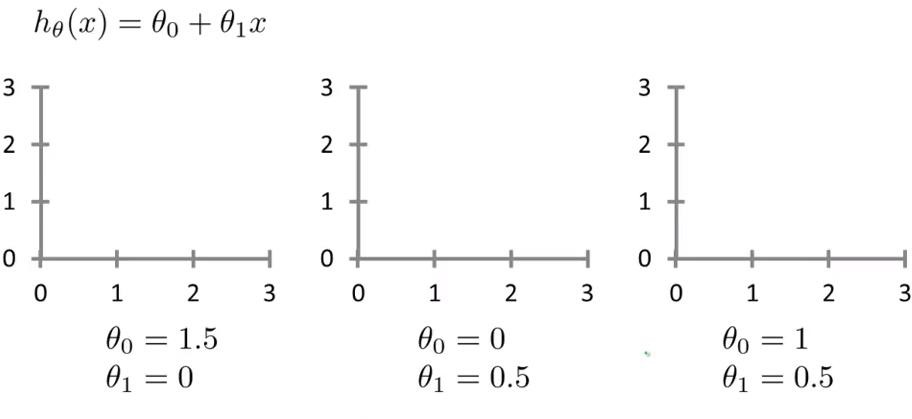 hθ(x) = θ0 + θ1x
3 3 3
2 2 2
1 1 1
0 0 0
0 1 2 3 0 1 2 3 0 1 2 3
θ0 = 1.5 θ0 = 0 θ0 = 1
θ1 = 0 θ1 = 0.5 θ1 = 0.5